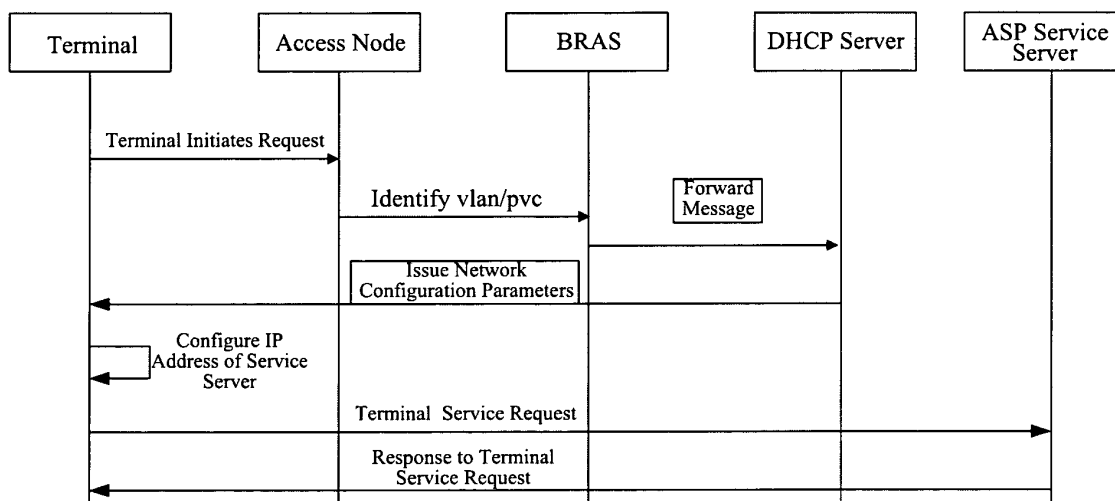 Terminal
Access Node
BRAS
DHCP Server
ASP Service
Server
Terminal Initiates Request
Identify vlan/pvc
Forward
Message
Issue Network
Configuration Parameters
Configure IP
Address of Service
Server
Terminal Service Request
Response to Terminal
Service Request